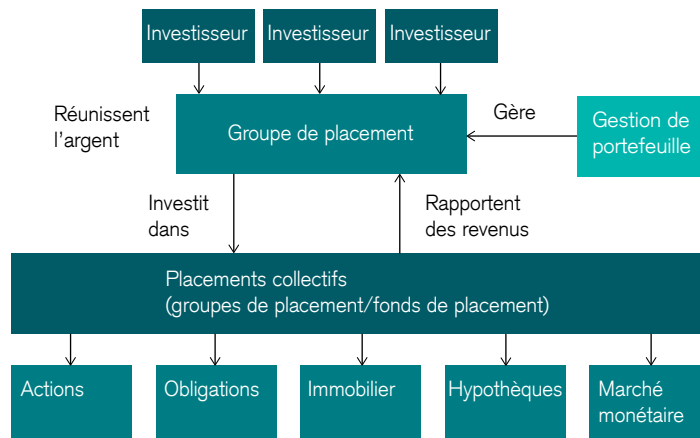 Investisseur
Investisseur
Investisseur
Réunissent
l’argent
Groupe de placement
Gère
Gestion de
portefeuille
Investit
dans
Rapportent
des revenus
Placements collectifs
(groupes de placement/fonds de placement)
Actions
Obligations
Immobilier
Hypothèques
Marché
monétaire